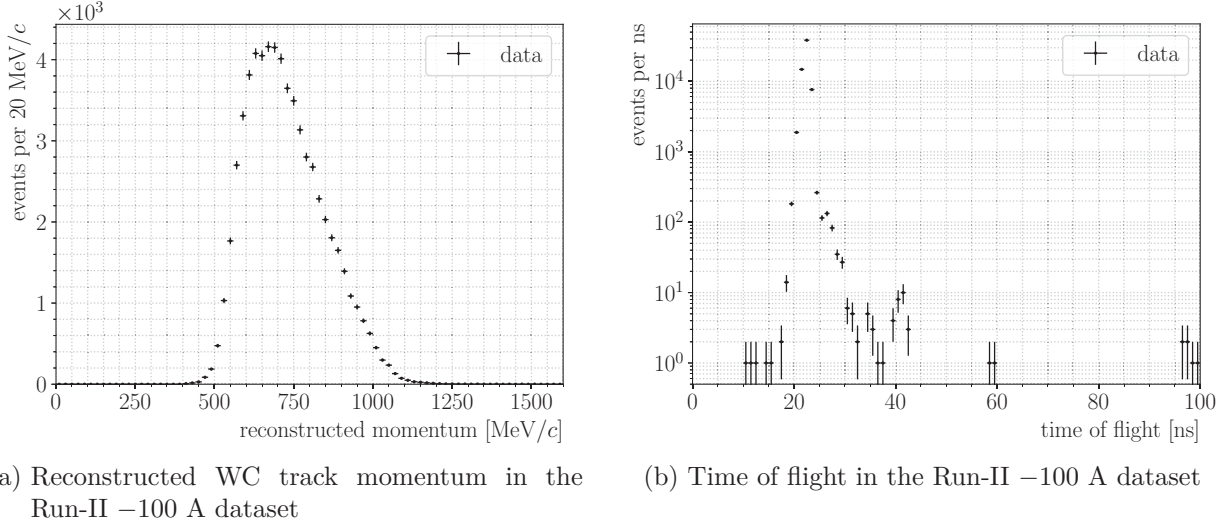 ×10³
events per 20 MeV/c
4
3
2
1
0
data
0 250 500 750 1000 1250 1500
reconstructed momentum [MeV/c]
a) Reconstructed WC track momentum in the
Run-II −100 A dataset
events per ns
10⁴
10³
10²
10¹
10⁰
data
0 20 40 60 80 100
time of flight [ns]
(b) Time of flight in the Run-II −100 A dataset